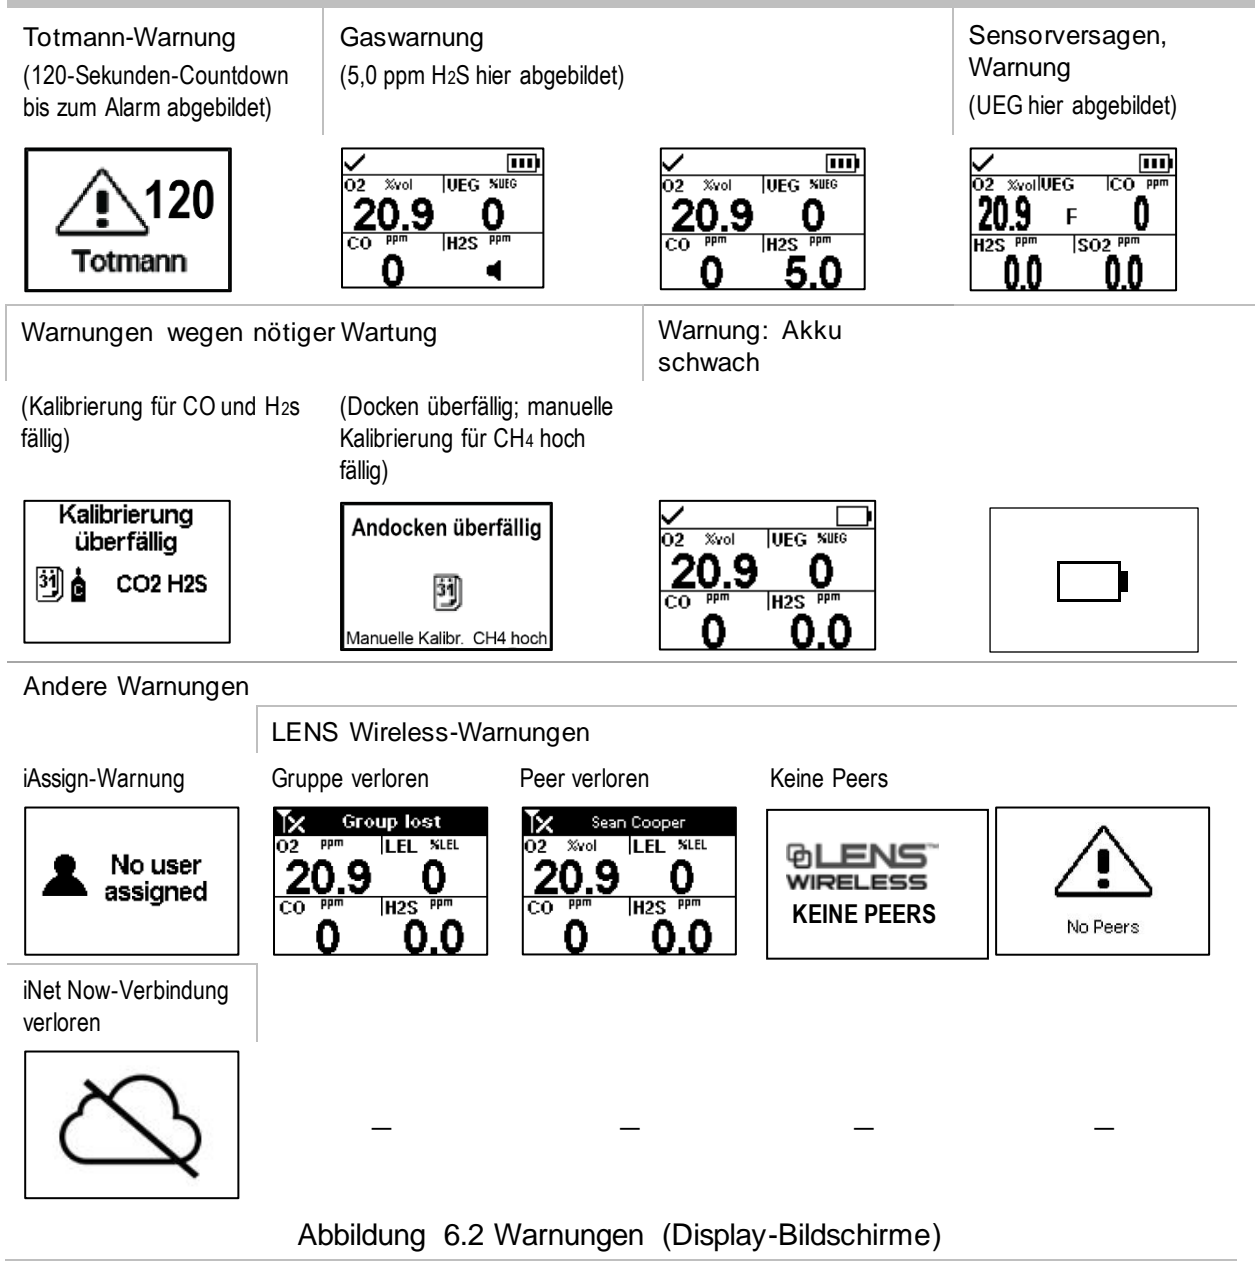 Totmann-Warnung
(120-Sekunden-Countdown
bis zum Alarm abgebildet)
Gaswarnung
(5,0 ppm H2S hier abgebildet)
Sensorversagen,
Warnung
(UEG hier abgebildet)
120
Totmann
O2 %vol UEG %UEG
20.9 0
CO ppm H2S ppm
0
O2 %vol UEG %UEG
20.9 0
CO ppm H2S ppm
0 5.0
O2 %vol UEG CO ppm
20.9 F 0
H2S ppm SO2 ppm
0.0 0.0
Warnungen wegen nötiger Wartung
Warnung: Akku
schwach
(Kalibrierung für CO und H2s
fällig)
(Docken überfällig; manuelle
Kalibrierung für CH4 hoch
fällig)
Kalibrierung
überfällig
31 C CO2 H2S
Andocken überfällig
31
Manuelle Kalibr. CH4 hoch
O2 %vol UEG %UEG
20.9 0
CO ppm H2S ppm
0 0.0
Andere Warnungen
LENS Wireless-Warnungen
iAssign-Warnung
Gruppe verloren
Peer verloren
Keine Peers
No user
assigned
Group lost
O2 ppm LEL %LEL
20.9 0
CO ppm H2S ppm
0 0.0
Sean Cooper
O2 %vol LEL %LEL
20.9 0
CO ppm H2S ppm
0 0.0
LENS™
WIRELESS
KEINE PEERS
No Peers
iNet Now-Verbindung
verloren
– – – –
Abbildung 6.2 Warnungen (Display-Bildschirme)